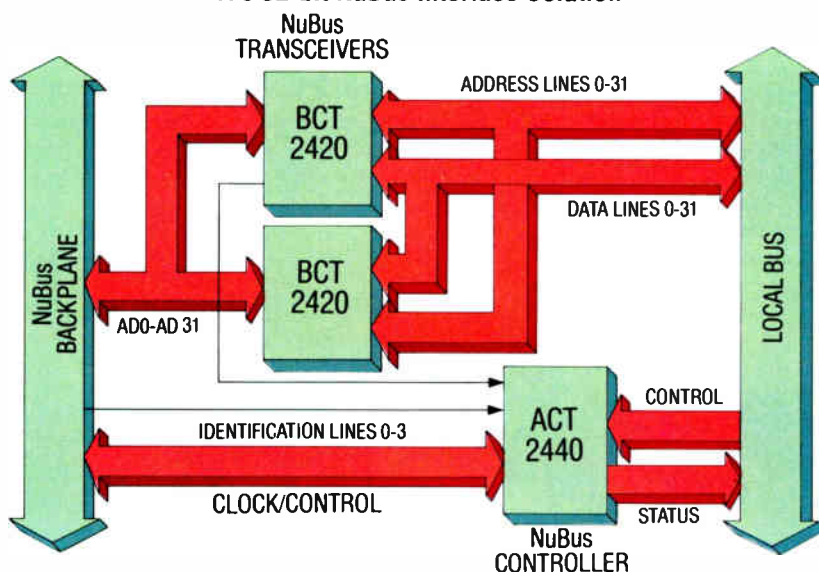 NuBus
TRANSCEIVERS
BCT
2420
ADDRESS LINES 0-31
DATA LINES 0-31
BCT
2420
NuBus
BACKPLANE
AD0-AD 31
LOCAL BUS
IDENTIFICATION LINES 0-3
CLOCK/CONTROL
ACT
2440
CONTROL
STATUS
NuBus
CONTROLLER